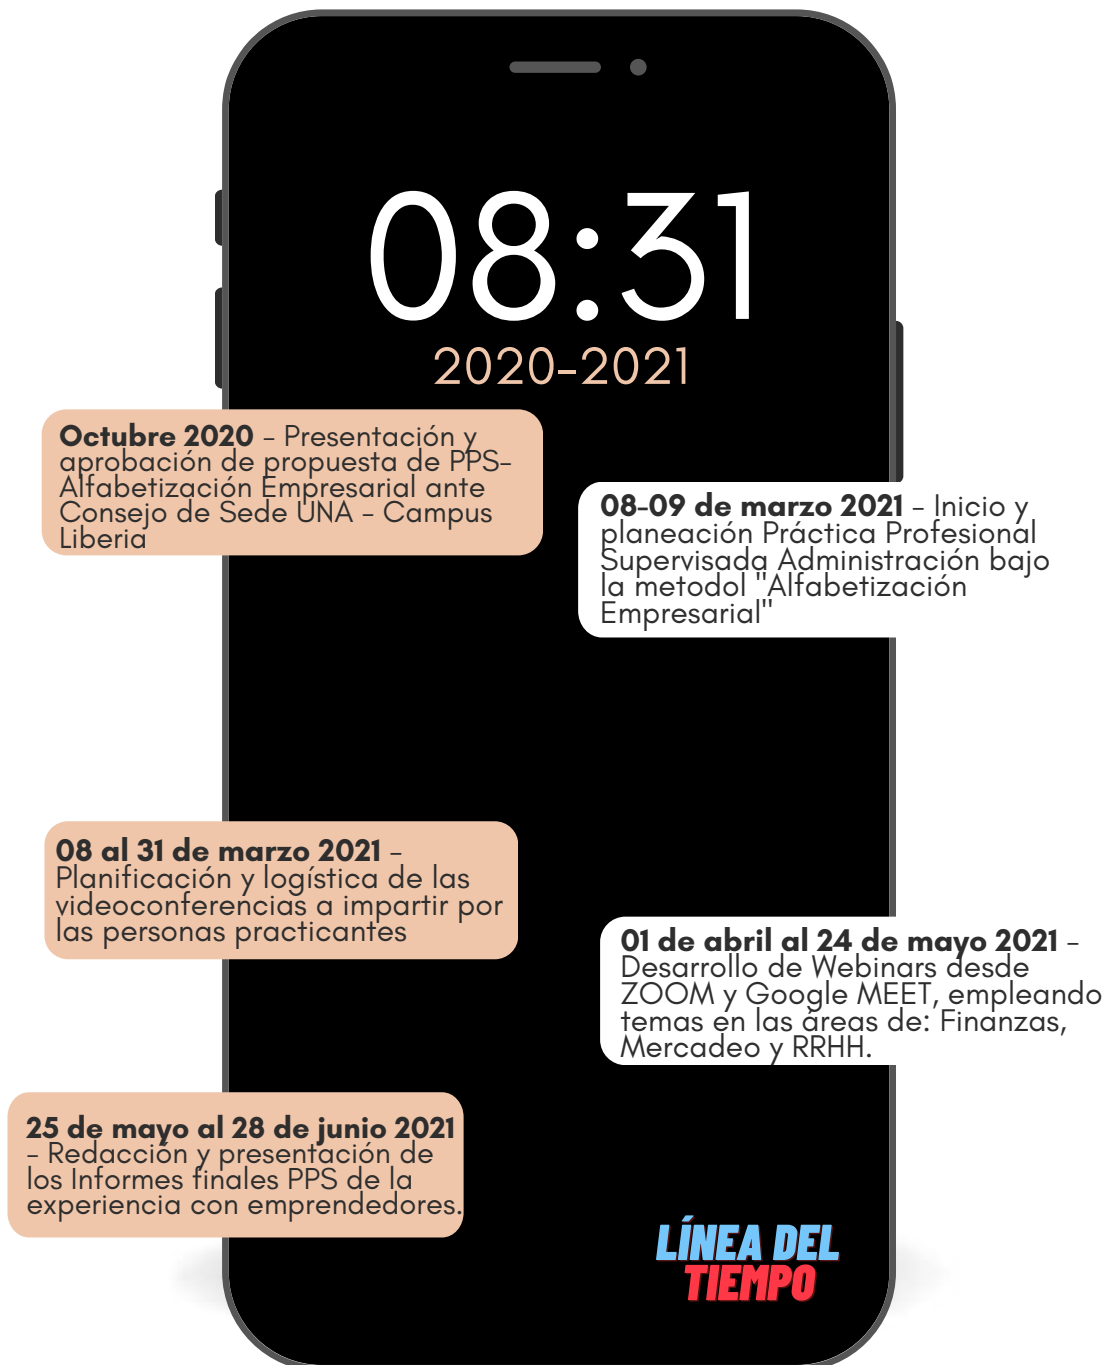 08:31
2020-2021
Octubre 2020 - Presentación y
aprobación de propuesta de PPS-
Alfabetización Empresarial ante
Consejo de Sede UNA - Campus
Liberia
08-09 de marzo 2021 - Inicio y
planeación Práctica Profesional
Supervisada Administración bajo
la metodol "Alfabetización
Empresarial"
08 al 31 de marzo 2021 -
Planificación y logística de las
videoconferencias a impartir por
las personas practicantes
01 de abril al 24 de mayo 2021 -
Desarrollo de Webinars desde
ZOOM y Google MEET, empleando
temas en las áreas de: Finanzas,
Mercadeo y RRHH.
25 de mayo al 28 de junio 2021
- Redacción y presentación de
los Informes finales PPS de la
experiencia con emprendedores.
LÍNEA DEL
TIEMPO